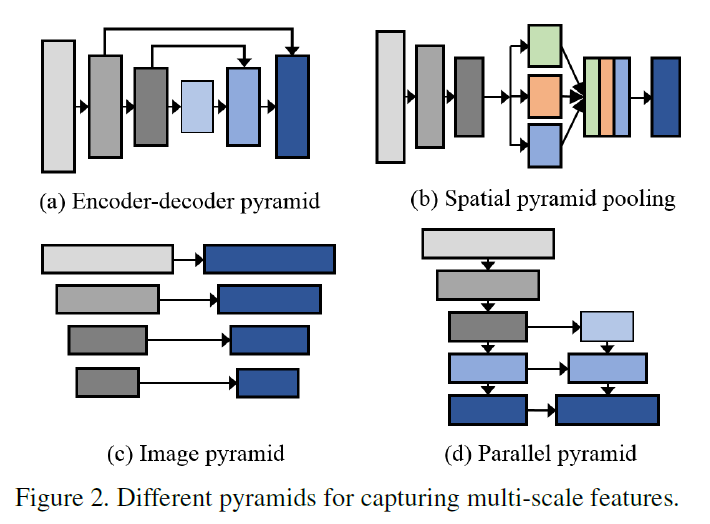 (a) Encoder-decoder pyramid
(b) Spatial pyramid pooling
(c) Image pyramid
(d) Parallel pyramid
Figure 2. Different pyramids for capturing multi-scale features.